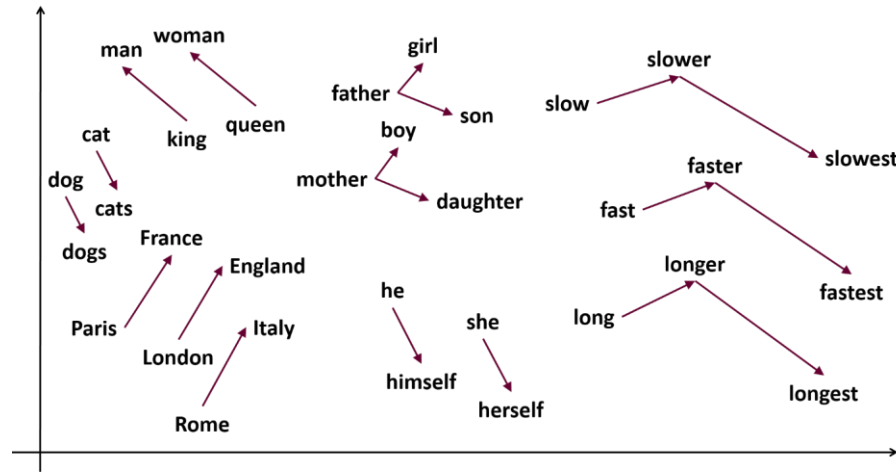 man
woman
king
queen
cat
cats
dog
dogs
France
Paris
England
London
Italy
Rome
girl
father
son
boy
mother
daughter
he
himself
she
herself
slower
slow
slowest
faster
fast
fastest
longer
long
longest